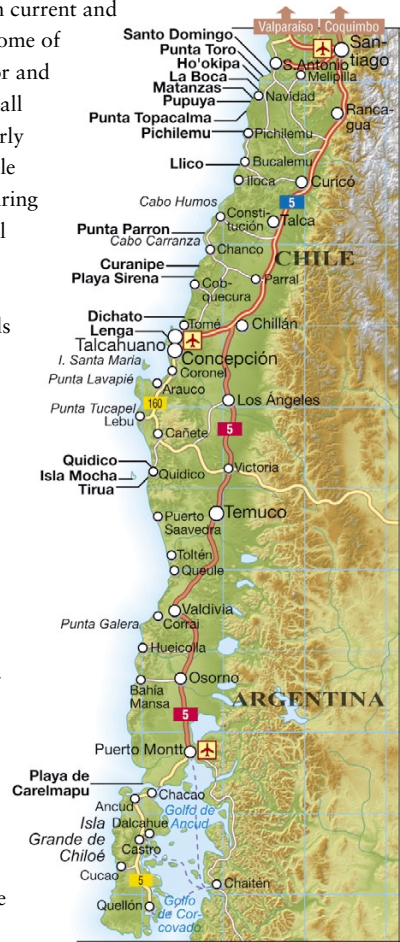 n current and
ome of
or and
all
rly
le
ring
l
ls
.
e
Valparaíso
Coquimbo
Santo Domingo
Punta Toro
Ho'okipa
La Boca
Matanzas
Pupuya
Punta Topacalma
Pichilemu
Llico
San-
tiago
S.Antonio
Melipilla
Navidad
Ranca-
gua
Pichilemu
Bucalemu
Iloca
Curicó
5
Cabo Humos
Consti-
tución
Talca
Punta Parron
Cabo Carranza
Chanco
CHILE
Curanipe
Playa Sirena
Parral
Cob-
quecura
Dichato
Lenga
Tomé
Chillán
Talcahuano
Concepción
I. Santa Maria
Coronel
Punta Lavapié
Arauco
160
Los Ángeles
Punta Tucapel
Lebu
5
Cañete
Quidico
Isla Mocha
Tirua
Quidico
Victoria
Puerto
Saavedra
Temuco
Toltén
Queule
Valdivia
Punta Galera
Corral
Hueicolla
Bahía
Mansa
Osorno
ARGENTINA
5
Puerto Montt
Playa de
Carelmapu
Chacao
Ancud
Golfo de
Ancud
Isla
Grande de
Chiloé
Dalcahue
Castro
Cucao
5
Chaitén
Quellón
Golfo
de Cor-
covado